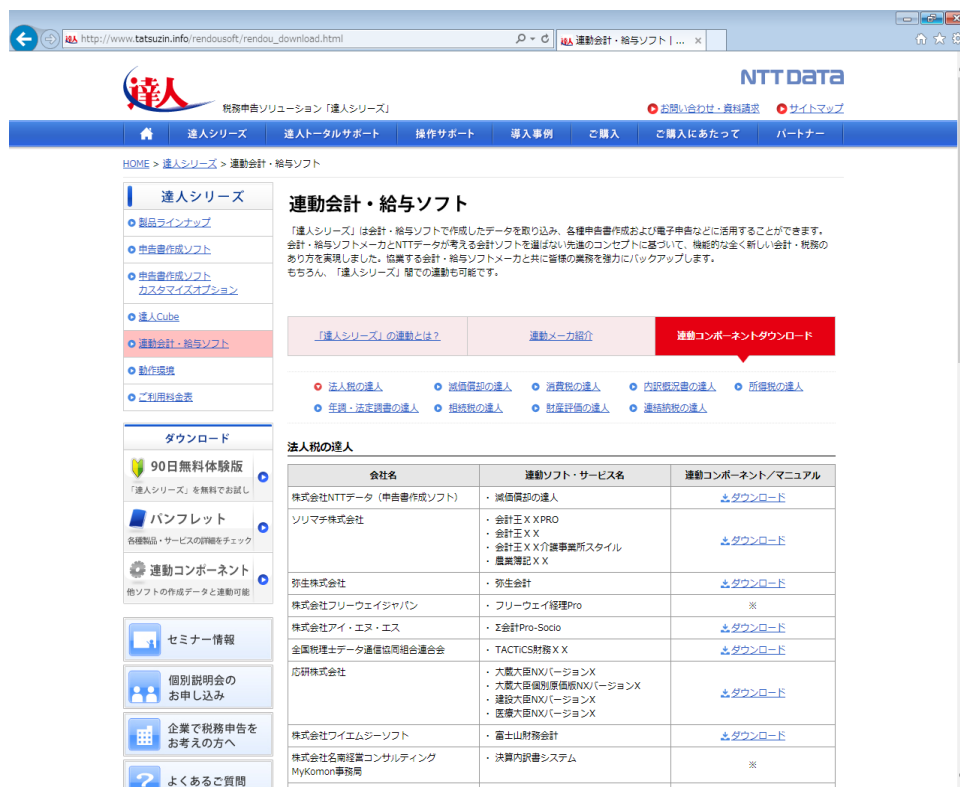 http://www.tatsuzin.info/rendousoft/rendou_download.html
達人 連動会計・給与ソフト | ...
達人
税務申告ソリューション「達人シリーズ」
NTT DATA
お問い合わせ・資料請求 サイトマップ
達人シリーズ 達人トータルサポート 操作サポート 導入事例 ご購入 ご購入にあたって パートナー
HOME > 達人シリーズ > 連動会計・給与ソフト
達人シリーズ
製品ラインナップ
申告書作成ソフト
申告書作成ソフト
カスタマイズオプション
達人Cube
連動会計・給与ソフト
動作環境
ご利用料金表
ダウンロード
90日無料体験版
「達人シリーズ」を無料でお試し
パンフレット
各種製品・サービスの詳細をチェック
連動コンポーネント
他ソフトの作成データと連動可能
セミナー情報
個別説明会の
お申し込み
企業で税務申告を
お考えの方へ
よくあるご質問
連動会計・給与ソフト
「達人シリーズ」は会計・給与ソフトで作成したデータを取り込み、各種申告書作成および電子申告などに活用することができます。
会計・給与ソフトメーカとNTTデータが考える会計ソフトを選ばない先進のコンセプトに基づいて、機能的な全く新しい会計・税務の
あり方を実現しました。協業する会計・給与ソフトメーカと共に皆様の業務を強力にバックアップします。
もちろん、「達人シリーズ」間での連動も可能です。
「達人シリーズ」の連動とは? 連動メーカ紹介 連動コンポーネントダウンロード
法人税の達人 減価償却の達人 消費税の達人 内訳概況書の達人 所得税の達人
年調・法定調書の達人 相続税の達人 財産評価の達人 連結納税の達人
法人税の達人
会社名 連動ソフト・サービス名 連動コンポーネント/マニュアル
株式会社NTTデータ(申告書作成ソフト) ・ 減価償却の達人 ダウンロード
ソリマチ株式会社 ・ 会計王XXPRO
・ 会計王XX
・ 会計王XX介護事業所スタイル
・ 農業簿記XX
ダウンロード
弥生株式会社 ・ 弥生会計 ダウンロード
株式会社フリーウェイジャパン ・ フリーウェイ経理Pro ※
株式会社アイ・エヌ・エス ・ Σ会計Pro-Socio ダウンロード
全国税理士データ通信協同組合連合会 ・ TACTiCS財務XX ダウンロード
応研株式会社 ・ 大蔵大臣NXバージョンX
・ 大蔵大臣個別原価版NXバージョンX
・ 建設大臣NXバージョンX
・ 医療大臣NXバージョンX
ダウンロード
株式会社ワイエムジーソフト ・ 富士山財務会計 ダウンロード
株式会社名南経営コンサルティング
MyKomon事務局
・ 決算内訳書システム ※